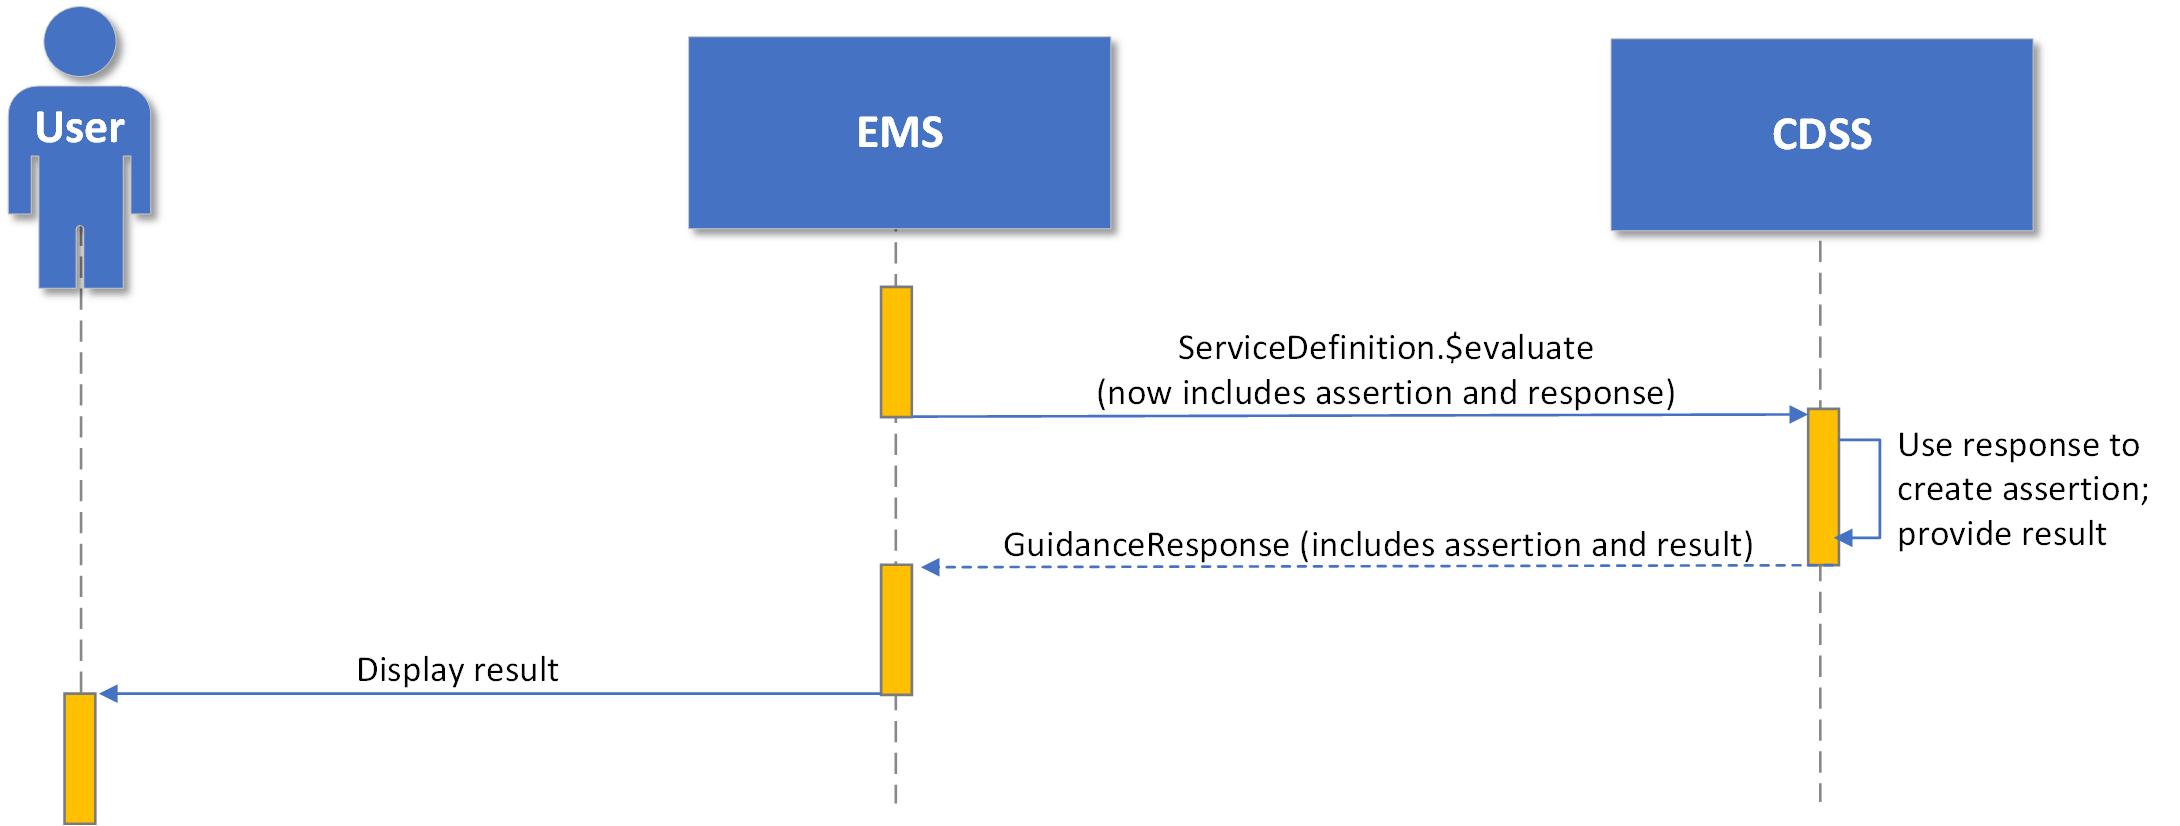 User
EMS
CDSS
ServiceDefinition.$evaluate
(now includes assertion and response)
Use response to
create assertion;
provide result
GuidanceResponse (includes assertion and result)
Display result